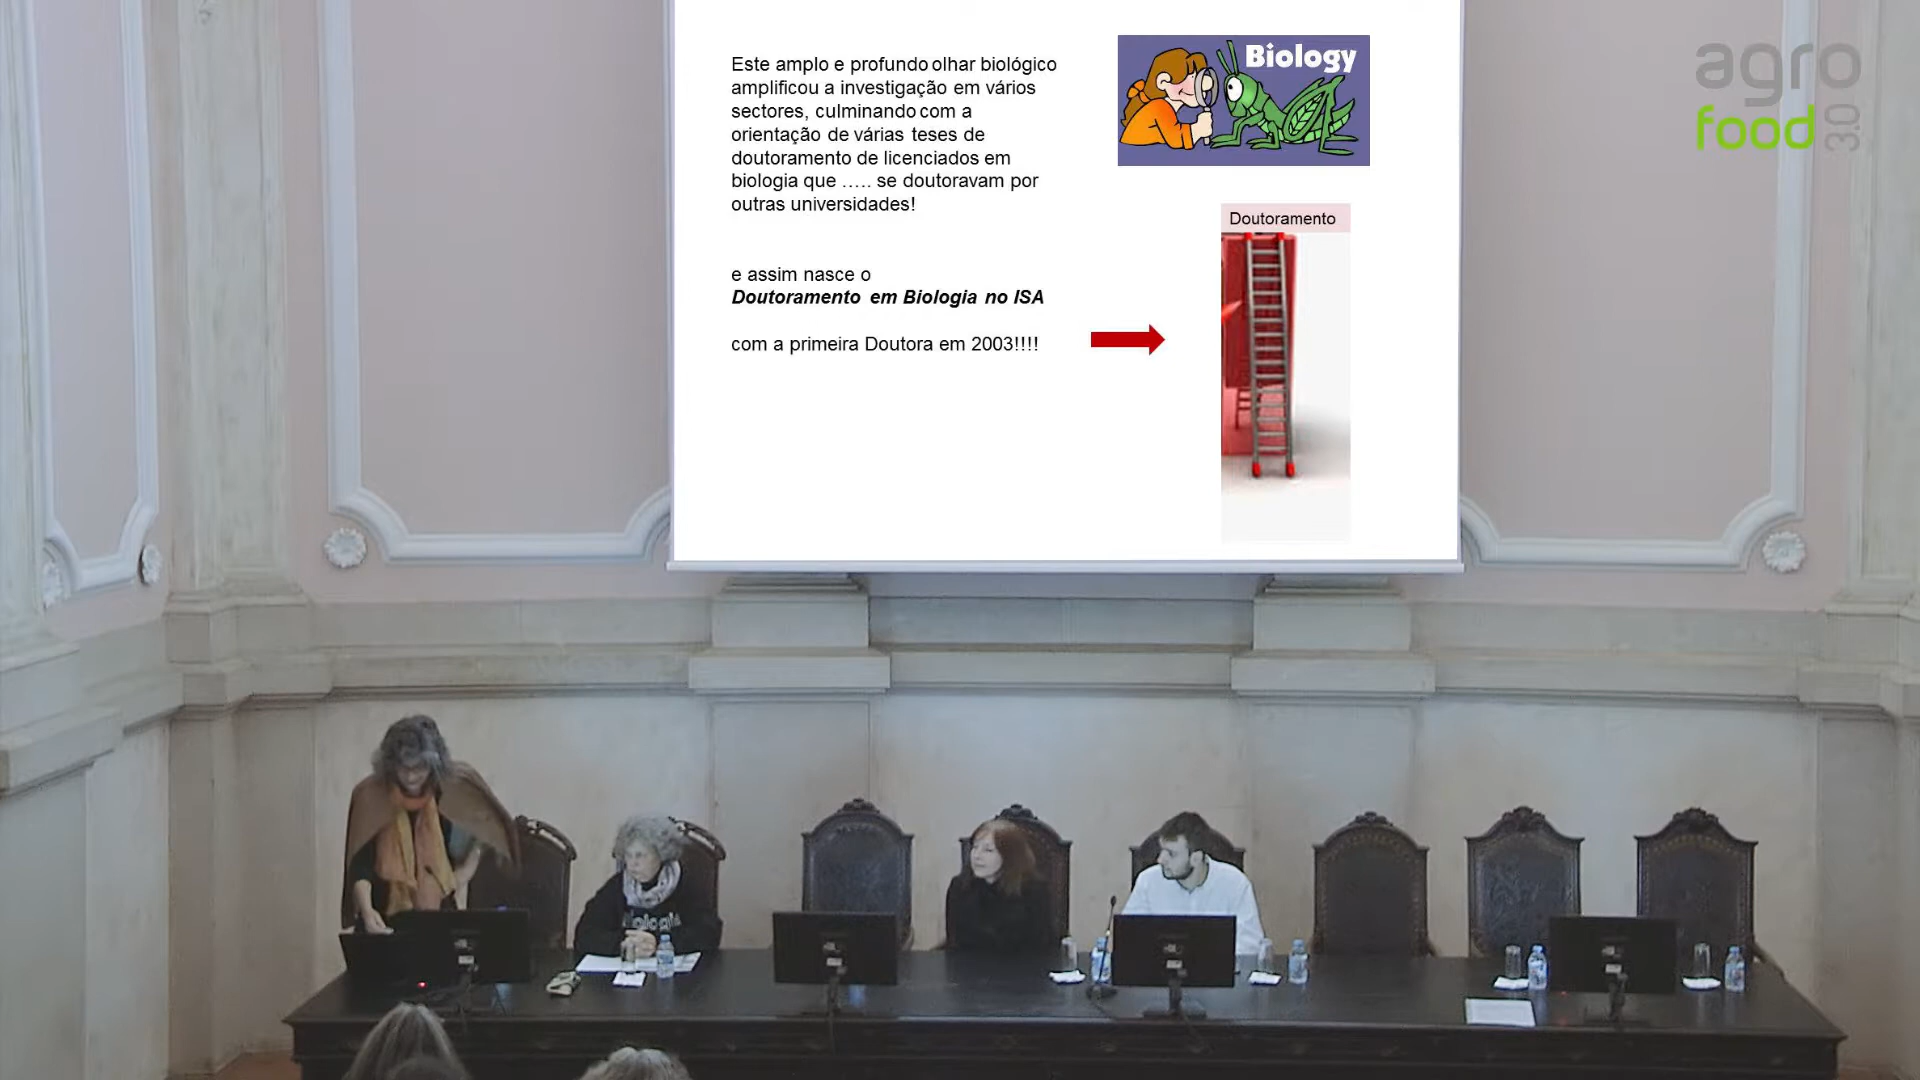 Este amplo e profundo olhar biológico
amplificou a investigação em vários
sectores, culminando com a
orientação de várias teses de
doutoramento de licenciados em
biologia que ….. se doutoravam por
outras universidades!
e assim nasce o
Doutoramento em Biologia no ISA
com a primeira Doutora em 2003!!!!
Biology
Doutoramento
agro
food 3.0